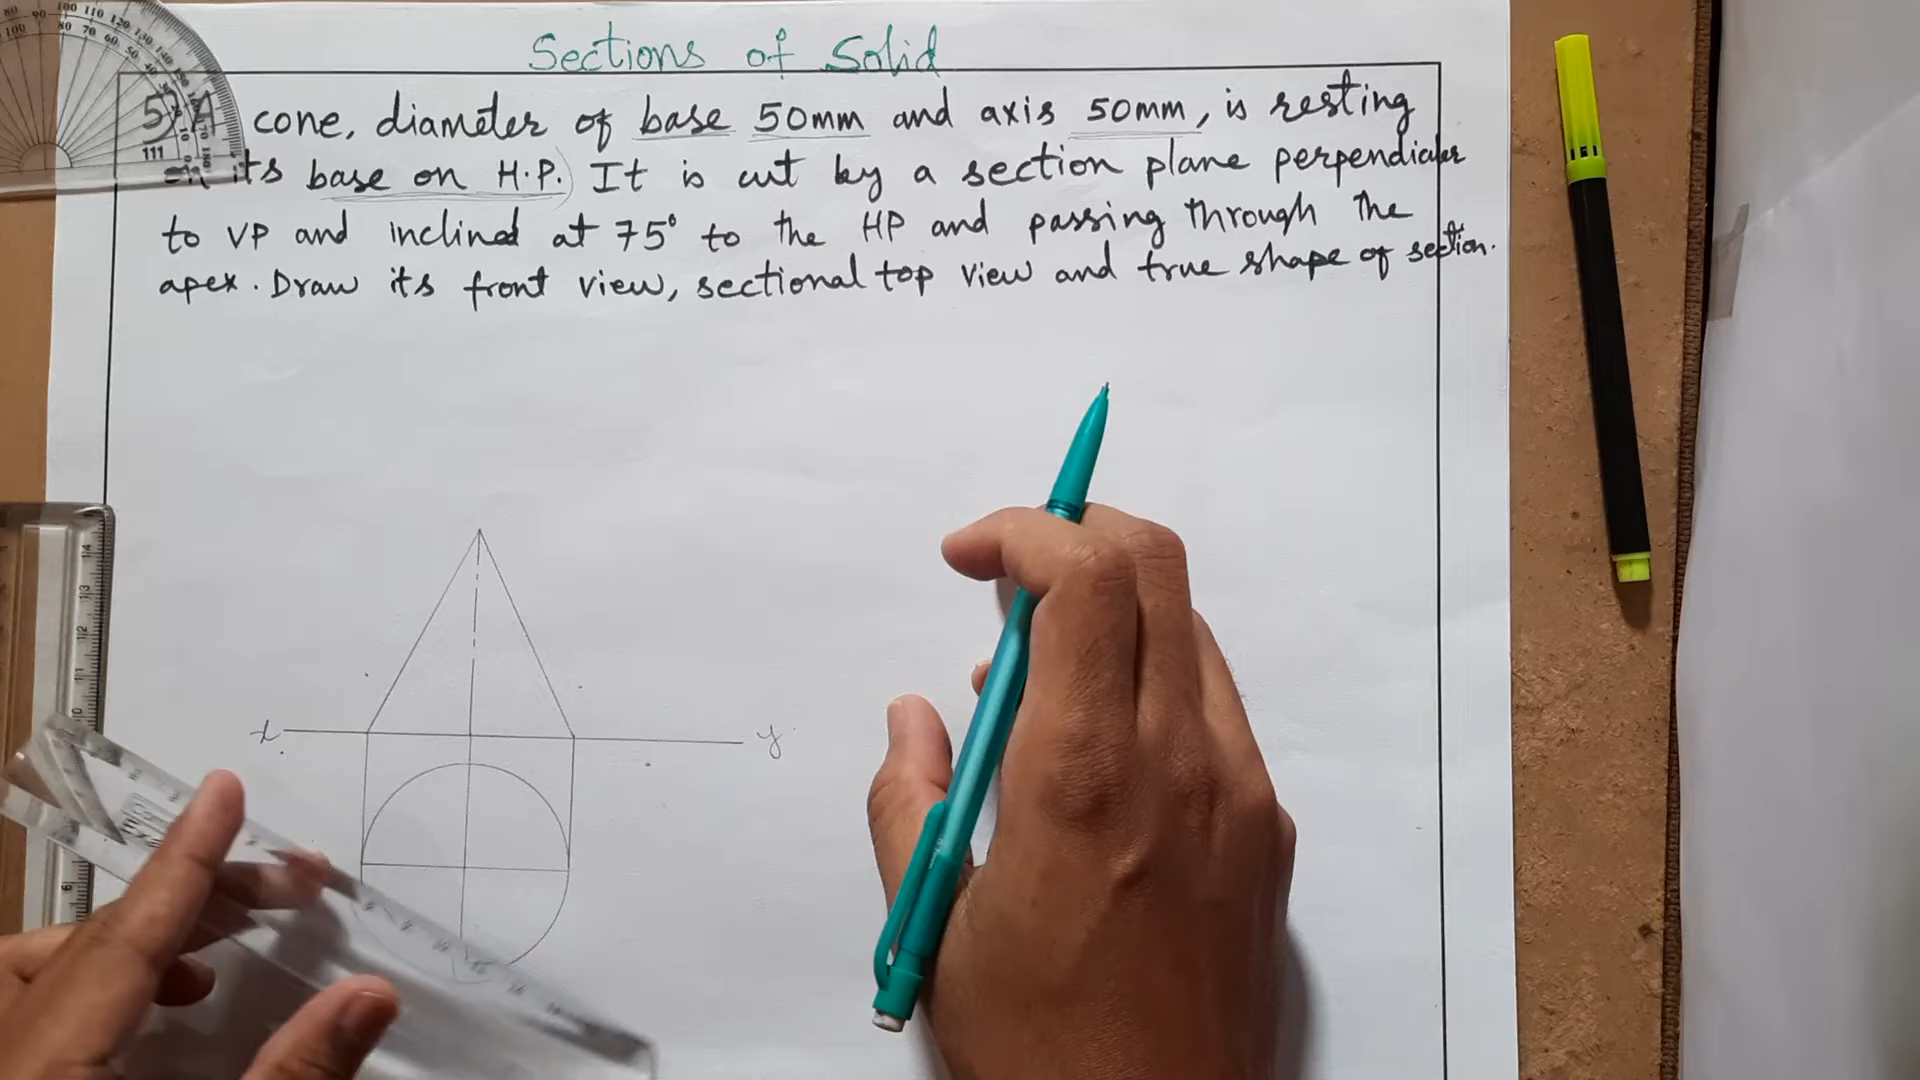 Sections of Solid
5) A cone, diameter of base 50mm and axis 50mm, is resting
on its base on H.P. It is cut by a section plane perpendicular
to VP and inclined at 75° to the HP and passing through the
apex. Draw its front view, sectional top view and true shape of section.
x y